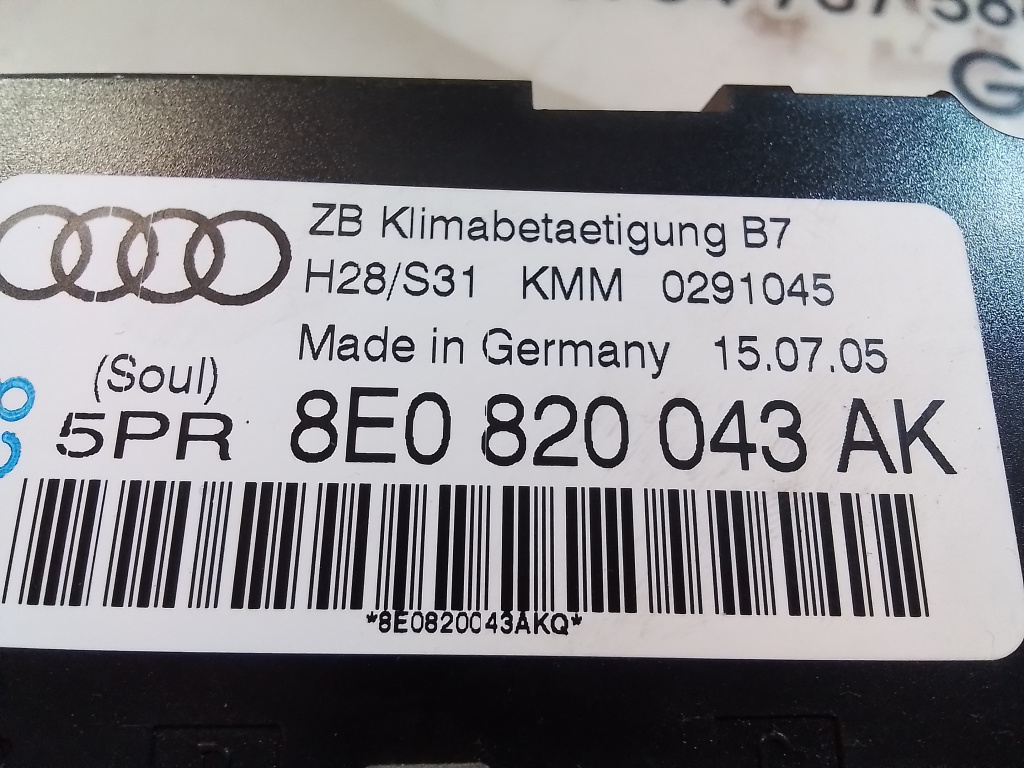 ZB Klimabetaetigung B7
H28/S31 KMM 0291045
Made in Germany 15.07.05
(Soul)
5PR 8E0 820 043 AK
*8E0820043AKQ*